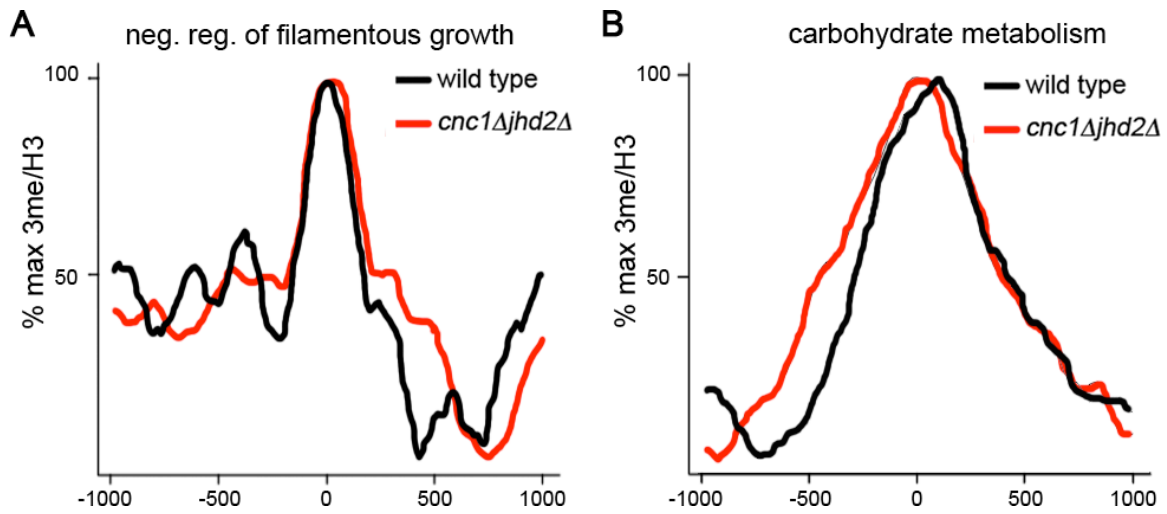 A
neg. reg. of filamentous growth
100
50
% max 3me/H3
wild type
cnc1Δjhd2Δ
-1000 -500 0 500 1000
B
carbohydrate metabolism
100
50
% max 3me/H3
wild type
cnc1Δjhd2Δ
-1000 -500 0 500 1000